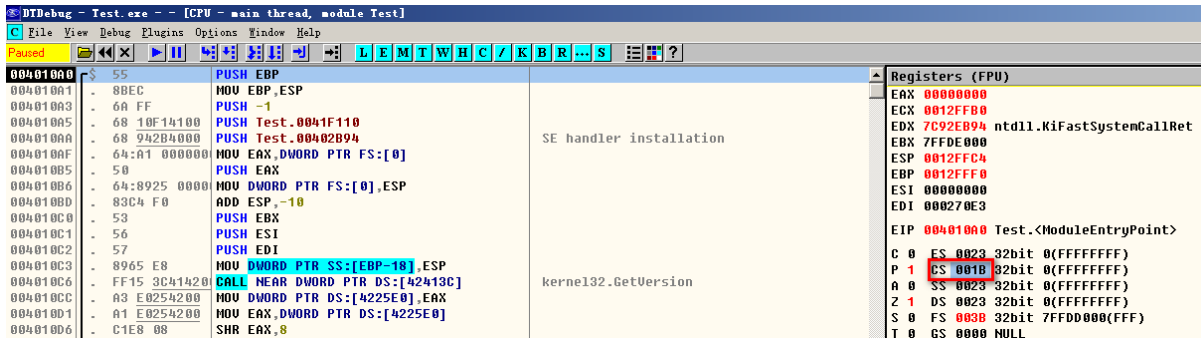 DTDebug - Test.exe - - [CPU - main thread, module Test]
C File View Debug Plugins Options Window Help
Paused L E M T W H C / K B R ... S ?
004010A0 $ 55 PUSH EBP
004010A1 . 8BEC MOV EBP,ESP
004010A3 . 6A FF PUSH -1
004010A5 . 68 10F14100 PUSH Test.0041F110
004010AA . 68 942B4000 PUSH Test.00402B94 SE handler installation
004010AF . 64:A1 000000 MOV EAX,DWORD PTR FS:[0]
004010B5 . 50 PUSH EAX
004010B6 . 64:8925 0000 MOV DWORD PTR FS:[0],ESP
004010BD . 83C4 F0 ADD ESP,-10
004010C0 . 53 PUSH EBX
004010C1 . 56 PUSH ESI
004010C2 . 57 PUSH EDI
004010C3 . 8965 E8 MOV DWORD PTR SS:[EBP-18],ESP
004010C6 . FF15 3C414200 CALL NEAR DWORD PTR DS:[42413C] kernel32.GetVersion
004010CC . A3 E0254200 MOV DWORD PTR DS:[4225E0],EAX
004010D1 . A1 E0254200 MOV EAX,DWORD PTR DS:[4225E0]
004010D6 . C1E8 08 SHR EAX,8
Registers (FPU)
EAX 00000000
ECX 0012FFB0
EDX 7C92EB94 ntdll.KiFastSystemCallRet
EBX 7FFDE000
ESP 0012FFC4
EBP 0012FFF0
ESI 00000000
EDI 000270E3
EIP 004010A0 Test.<ModuleEntryPoint>
C 0 ES 0023 32bit 0(FFFFFFFF)
P 1 CS 001B 32bit 0(FFFFFFFF)
A 0 SS 0023 32bit 0(FFFFFFFF)
Z 1 DS 0023 32bit 0(FFFFFFFF)
S 0 FS 003B 32bit 7FFDD000(FFF)
T 0 GS 0000 NULL